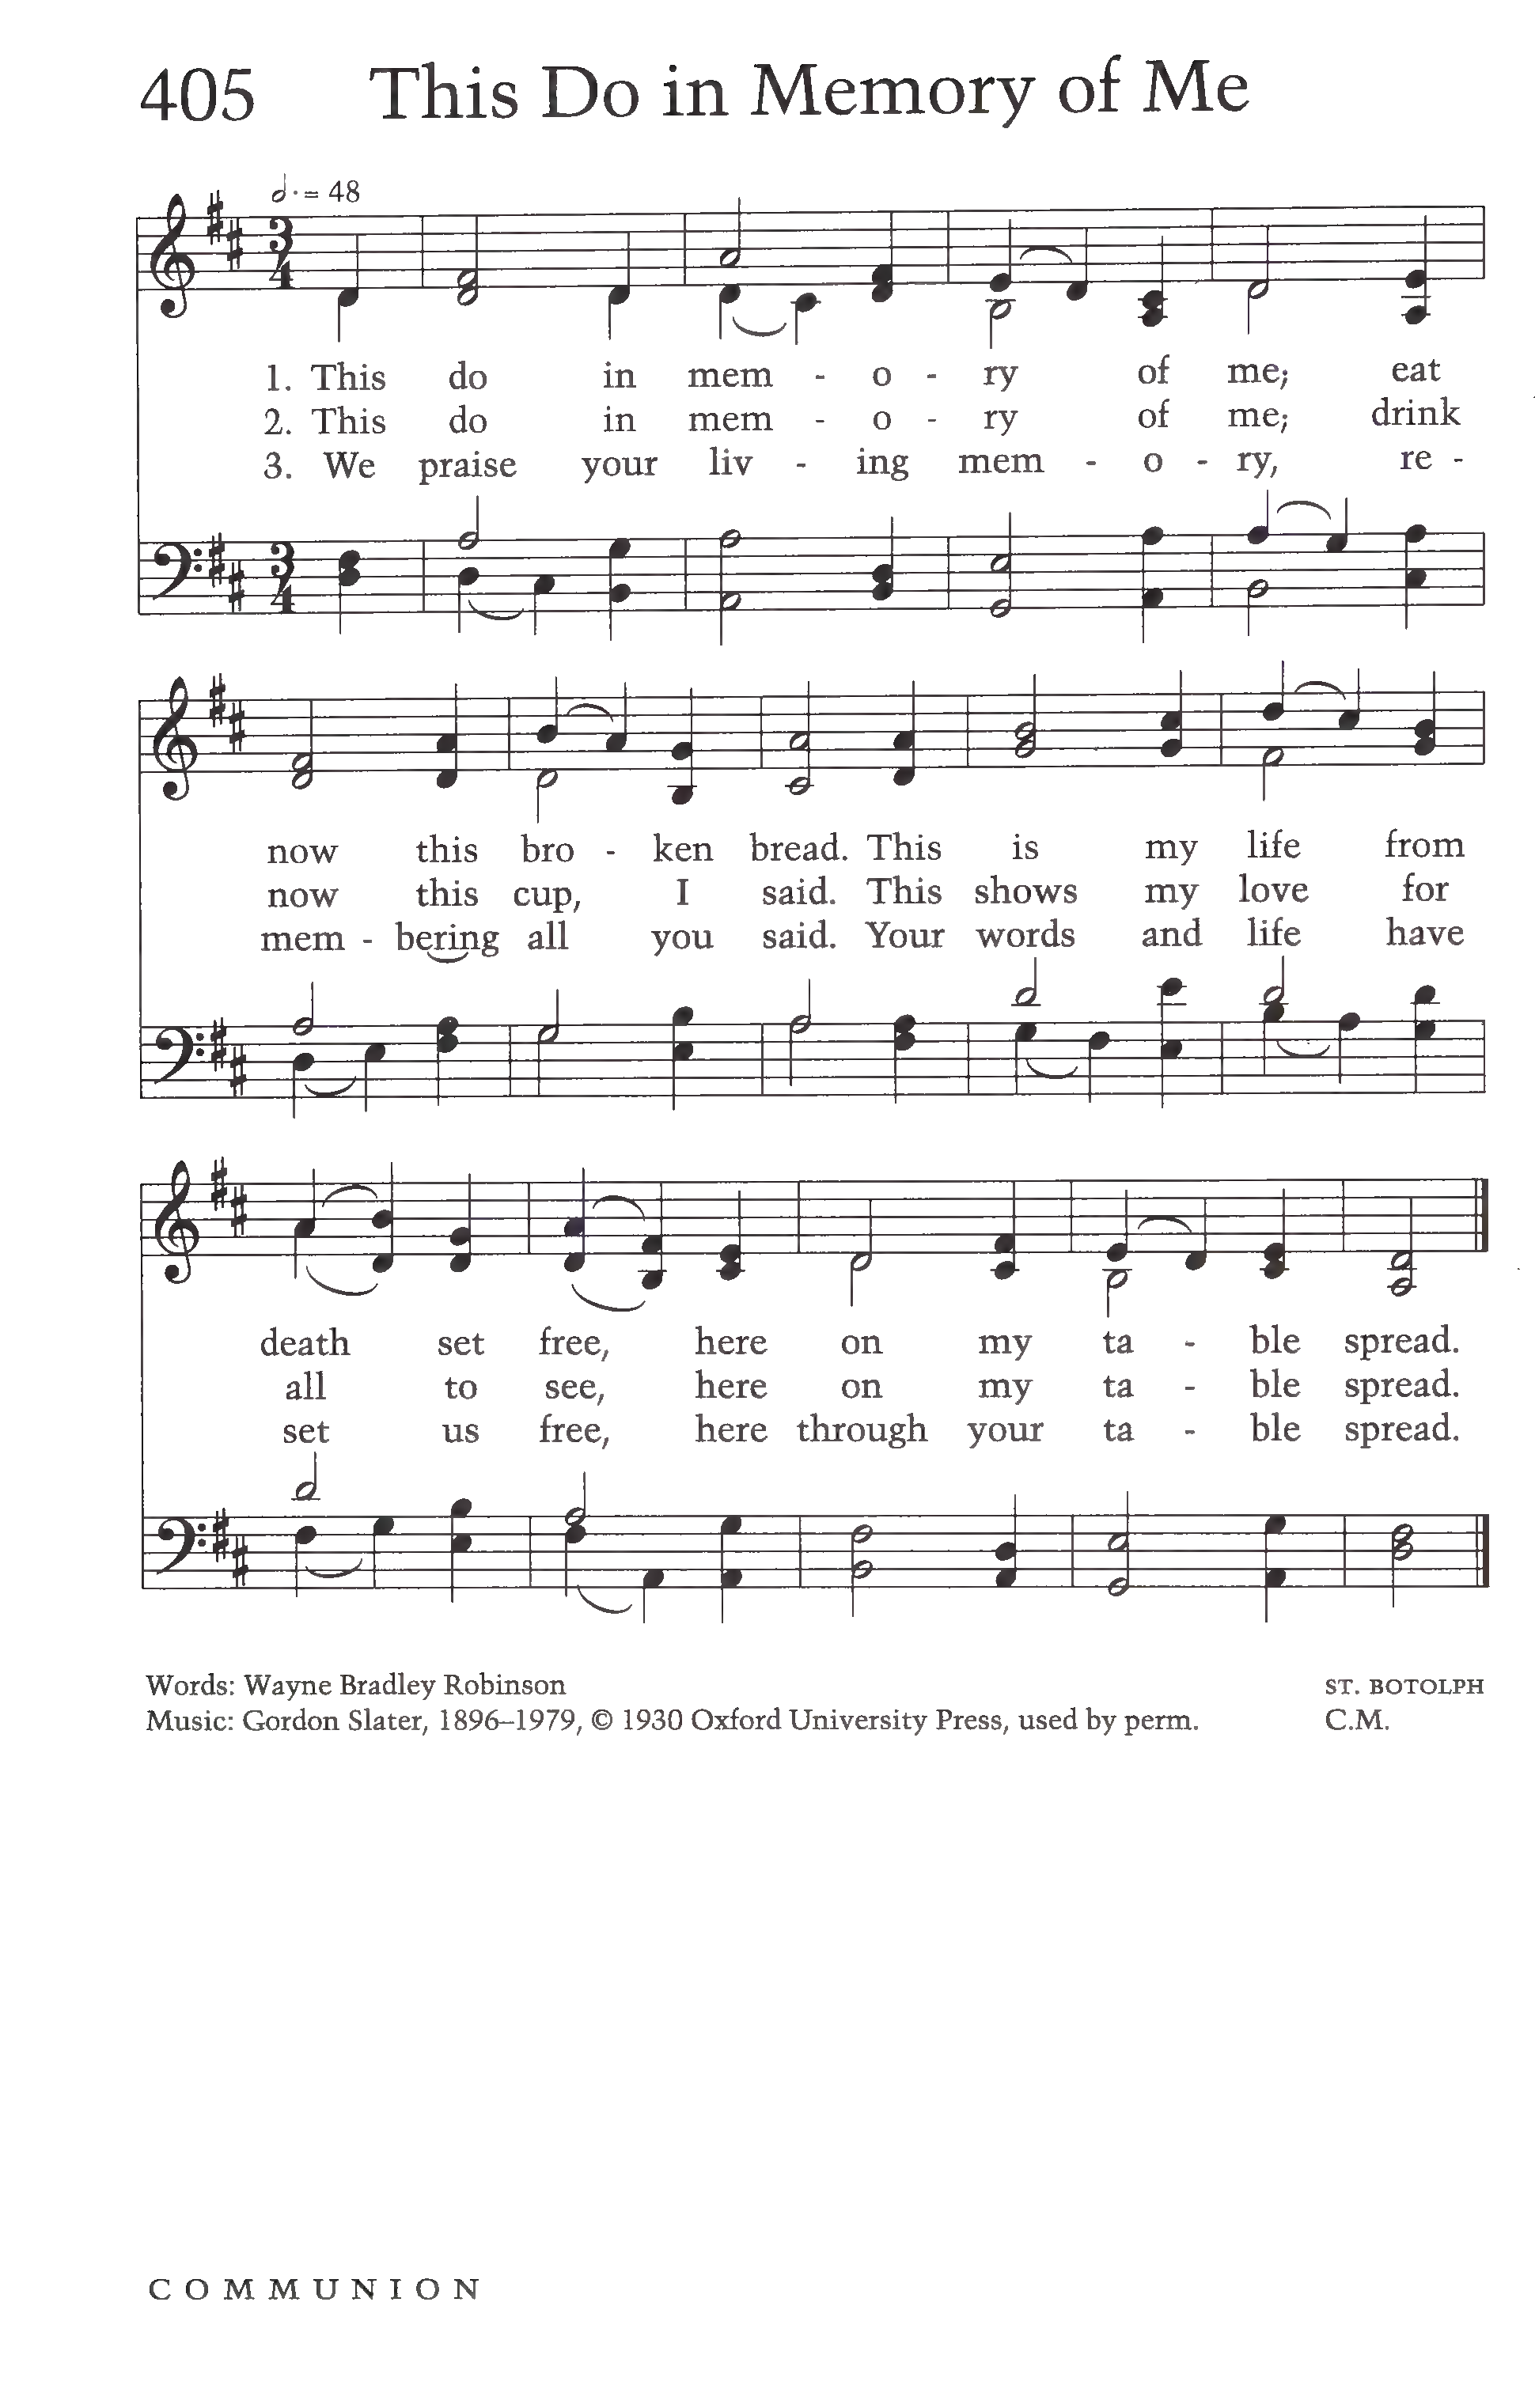 405 This Do in Memory of Me
𝅗𝅥. = 48
1. This do in mem - o - ry of me; eat
2. This do in mem - o - ry of me; drink
3. We praise your liv - ing mem - o - ry, re -
now this bro - ken bread. This is my life from
now this cup, I said. This shows my love for
mem - bering all you said. Your words and life have
death set free, here on my ta - ble spread.
all to see, here on my ta - ble spread.
set us free, here through your ta - ble spread.
Words: Wayne Bradley Robinson ST. BOTOLPH
Music: Gordon Slater, 1896–1979, © 1930 Oxford University Press, used by perm. C.M.
COMMUNION